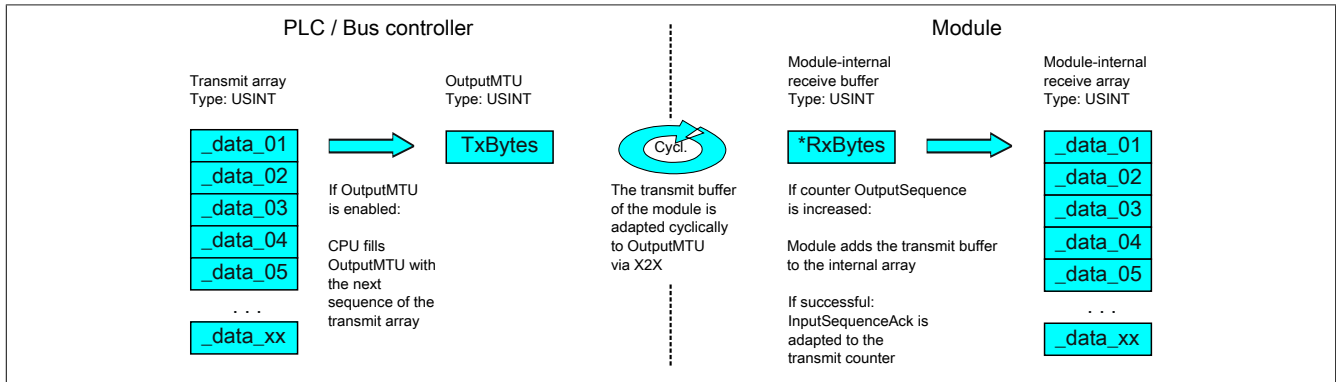 PLC / Bus controller
Module
Transmit array
Type: USINT
OutputMTU
Type: USINT
Module-internal
receive buffer
Type: USINT
Module-internal
receive array
Type: USINT
_data_01
_data_02
_data_03
_data_04
_data_05
. . .
_data_xx
If OutputMTU
is enabled:
CPU fills
OutputMTU with
the next
sequence of the
transmit array
TxBytes
Cycl.
The transmit buffer
of the module is
adapted cyclically
to OutputMTU
via X2X
*RxBytes
If counter OutputSequence
is increased:
Module adds the transmit buffer
to the internal array
If successful:
InputSequenceAck is
adapted to the
transmit counter
_data_01
_data_02
_data_03
_data_04
_data_05
. . .
_data_xx